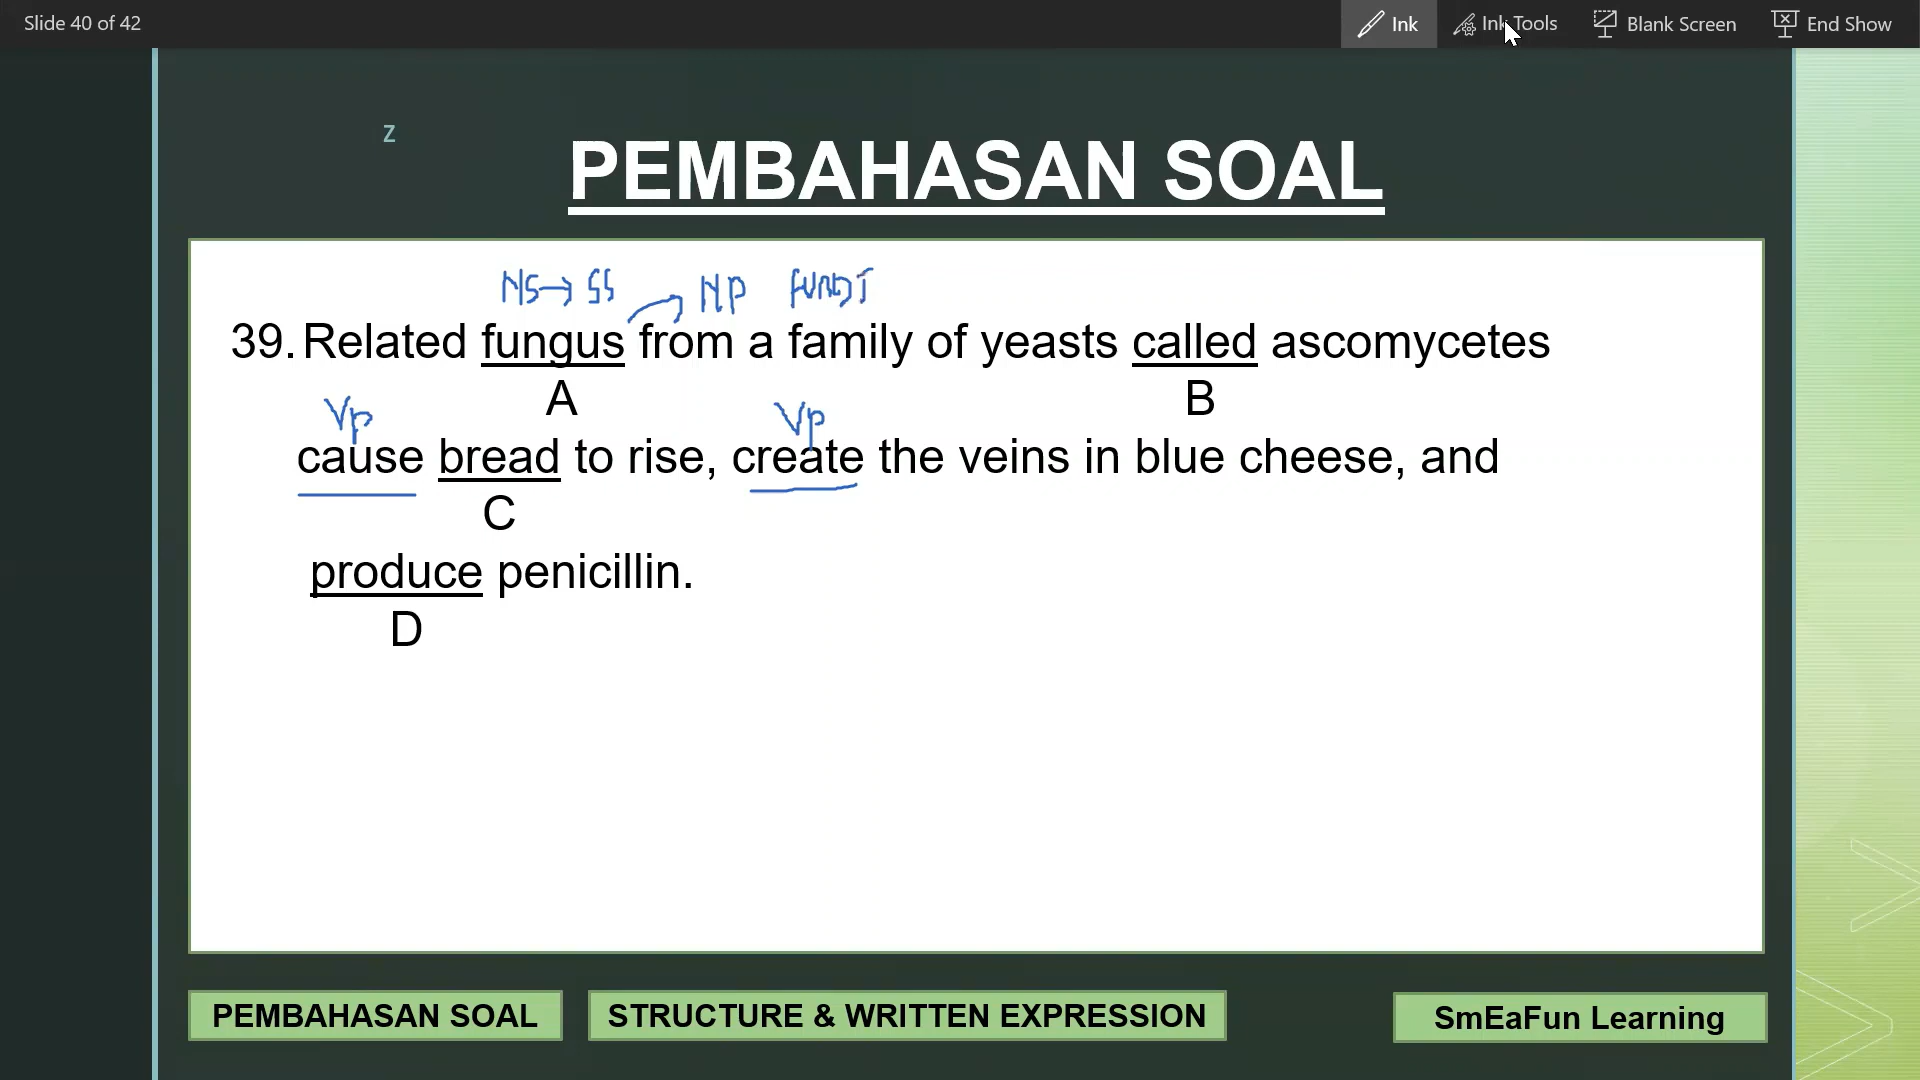 Slide 40 of 42
Ink
Ink Tools
Blank Screen
End Show
z
PEMBAHASAN SOAL
NS → SS NP FUNGI
39. Related fungus from a family of yeasts called ascomycetes
A B
Vp Vp
cause bread to rise, create the veins in blue cheese, and
C
produce penicillin.
D
PEMBAHASAN SOAL
STRUCTURE & WRITTEN EXPRESSION
SmEaFun Learning